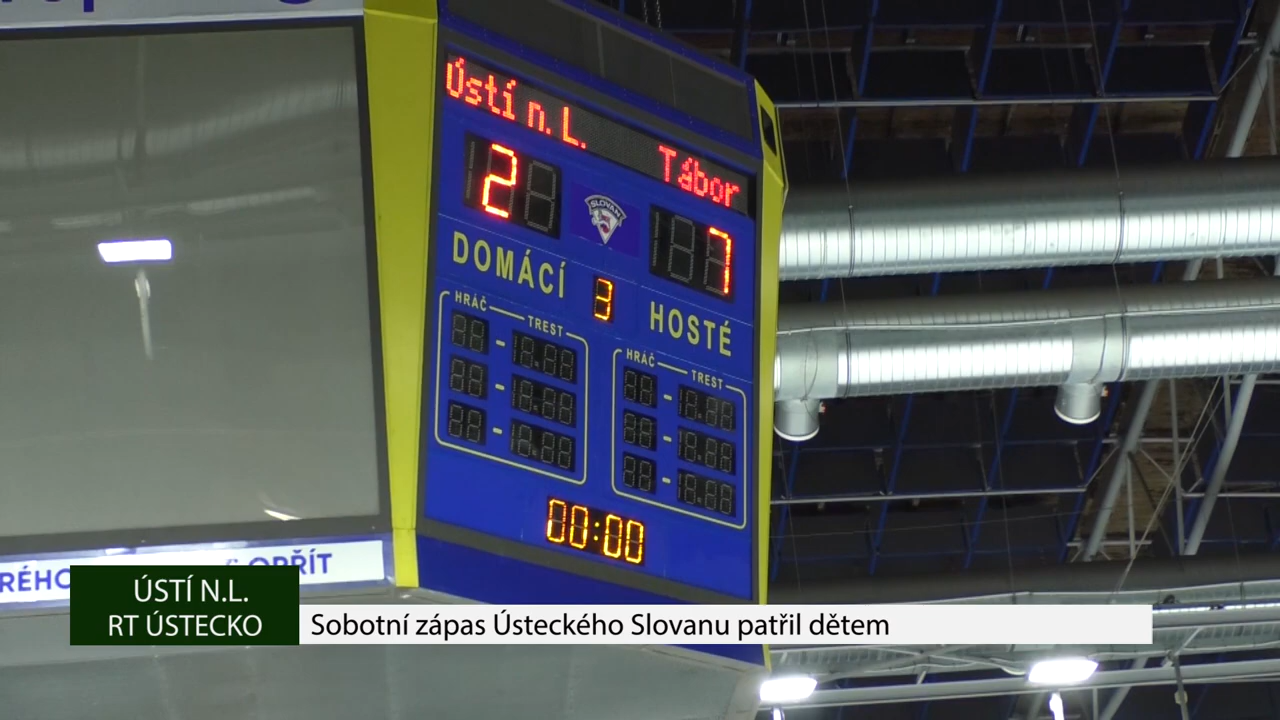 Ústí n. L.
Tábor
2
SLOVAN
7
DOMÁCÍ
3
HOSTÉ
HRÁČ
TREST
HRÁČ
TREST
00:00
OPŘÍT
ÚSTÍ N.L.
RT ÚSTECKO
Sobotní zápas Ústeckého Slovanu patřil dětem